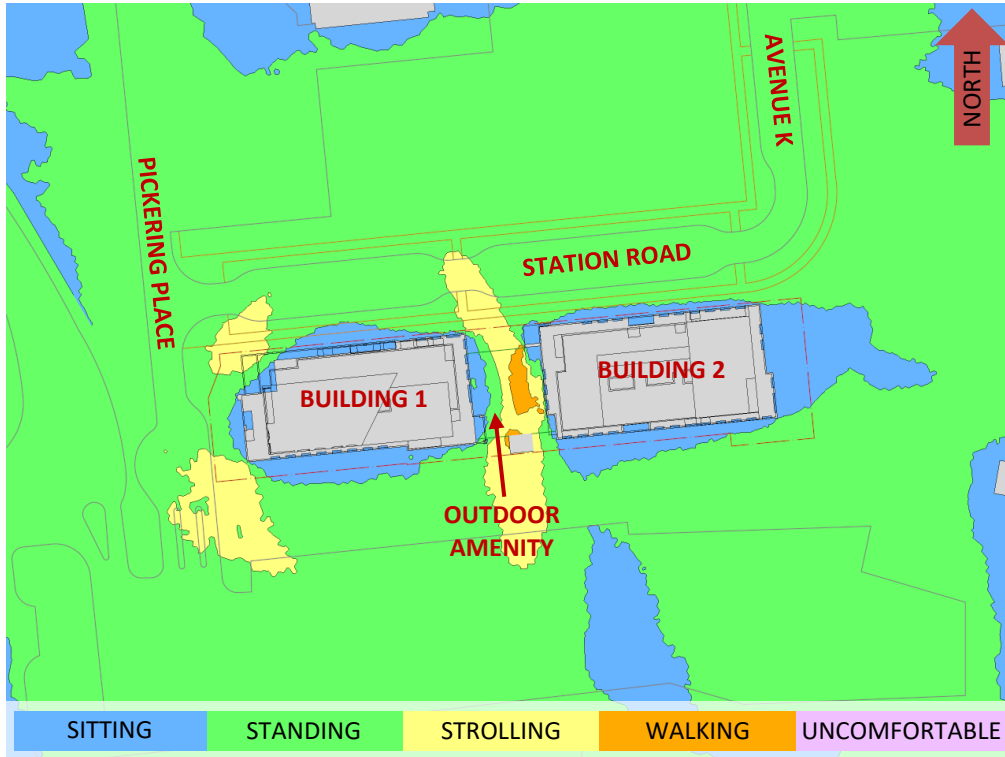 NORTH
AVENUE K
PICKERING PLACE
STATION ROAD
BUILDING 1
BUILDING 2
OUTDOOR
AMENITY
SITTING
STANDING
STROLLING
WALKING
UNCOMFORTABLE